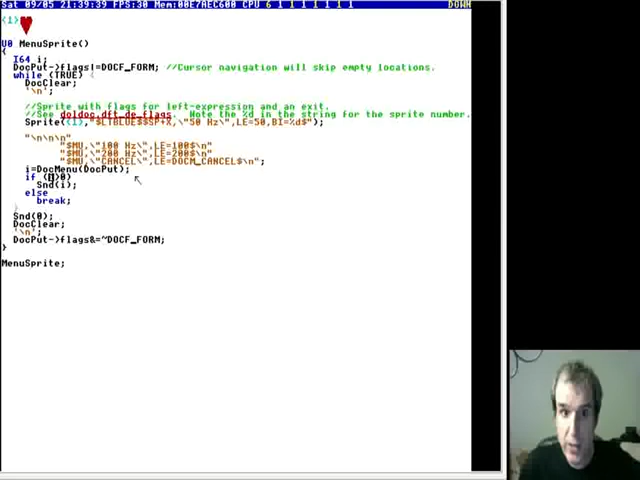 Sat 09/05 21:39:39 FPS:30 Mem:00E7AEC600 CPU 6 1 1 1 1 1 1 1 DOWN
<1>
U0 MenuSprite()
{
I64 i;
DocPut->flags|=DOCF_FORM; //Cursor navigation will skip empty locations.
while (TRUE) {
DocClear;
'\n';
//Sprite with flags for left-expression and an exit.
//See doldoc.dft_de_flags. Note the %d in the string for the sprite number.
Sprite(<1>,"$LTBLUE$$SP+X,\"50 Hz\",LE=50,BI=%d$");
"\n\n\n"
"$MU,\"100 Hz\",LE=100$\n"
"$MU,\"200 Hz\",LE=200$\n"
"$MU,\"CANCEL\",LE=DOCM_CANCEL$\n";
i=DocMenu(DocPut);
if (i>0)
Snd(i);
else
break;
}
Snd(0);
DocClear;
'\n';
DocPut->flags&=~DOCF_FORM;
}
MenuSprite;